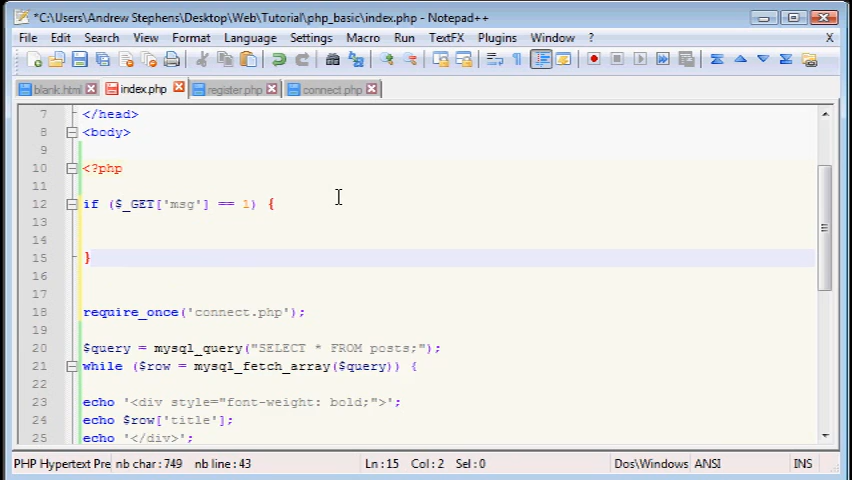 *C:\Users\Andrew Stephens\Desktop\Web\Tutorial\php_basic\index.php - Notepad++
File Edit Search View Format Language Settings Macro Run TextFX Plugins Window ? X
blank.html index.php register.php connect.php
7 </head>
8 <body>
9
10 <?php
11
12 if ($_GET['msg'] == 1) {
13
14
15 }
16
17
18 require_once('connect.php');
19
20 $query = mysql_query("SELECT * FROM posts;");
21 while ($row = mysql_fetch_array($query)) {
22
23 echo '<div style="font-weight: bold;">';
24 echo $row['title'];
25 echo '</div>';
PHP Hypertext Pre nb char: 749 nb line: 43 Ln:15 Col:2 Sel:0 Dos\Windows ANSI INS